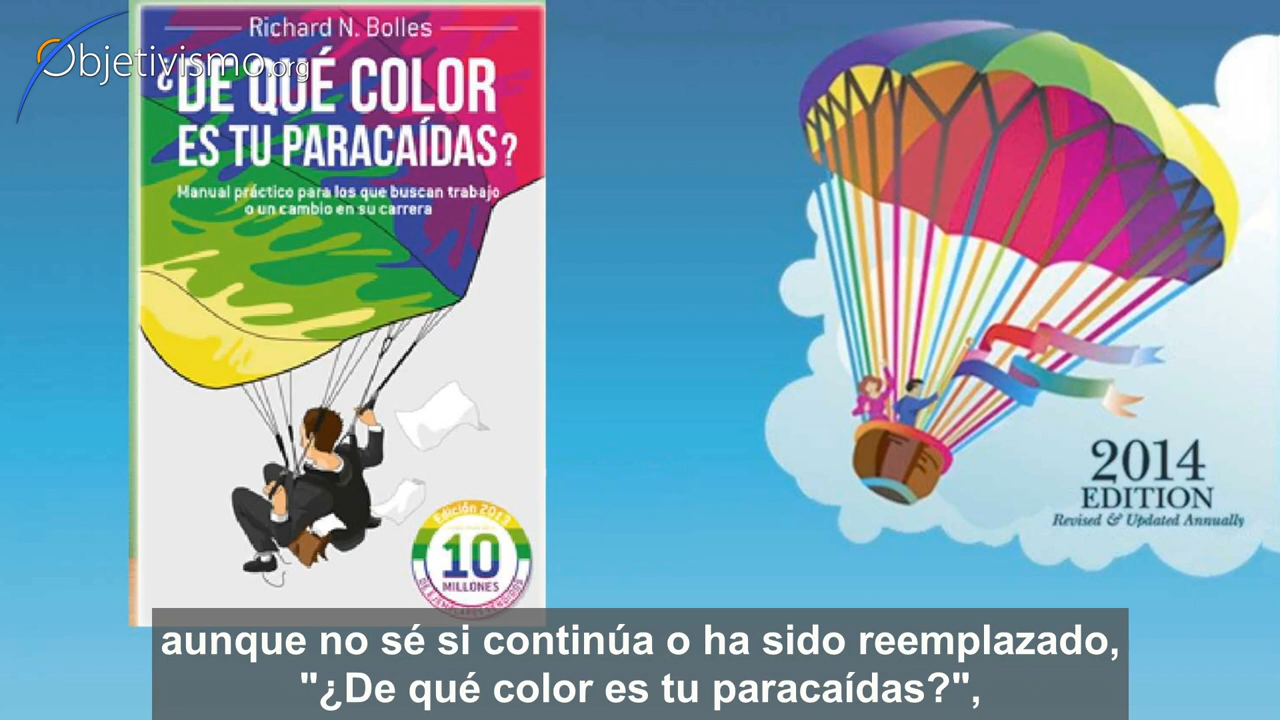 Objetivismo.org
Richard N. Bolles
¿DE QUÉ COLOR
ES TU PARACAÍDAS?
Manual práctico para los que buscan trabajo
o un cambio en su carrera
Edición 2013
10
MILLONES
2014
EDITION
Revised & Updated Annually
aunque no sé si continúa o ha sido reemplazado,
"¿De qué color es tu paracaídas?",